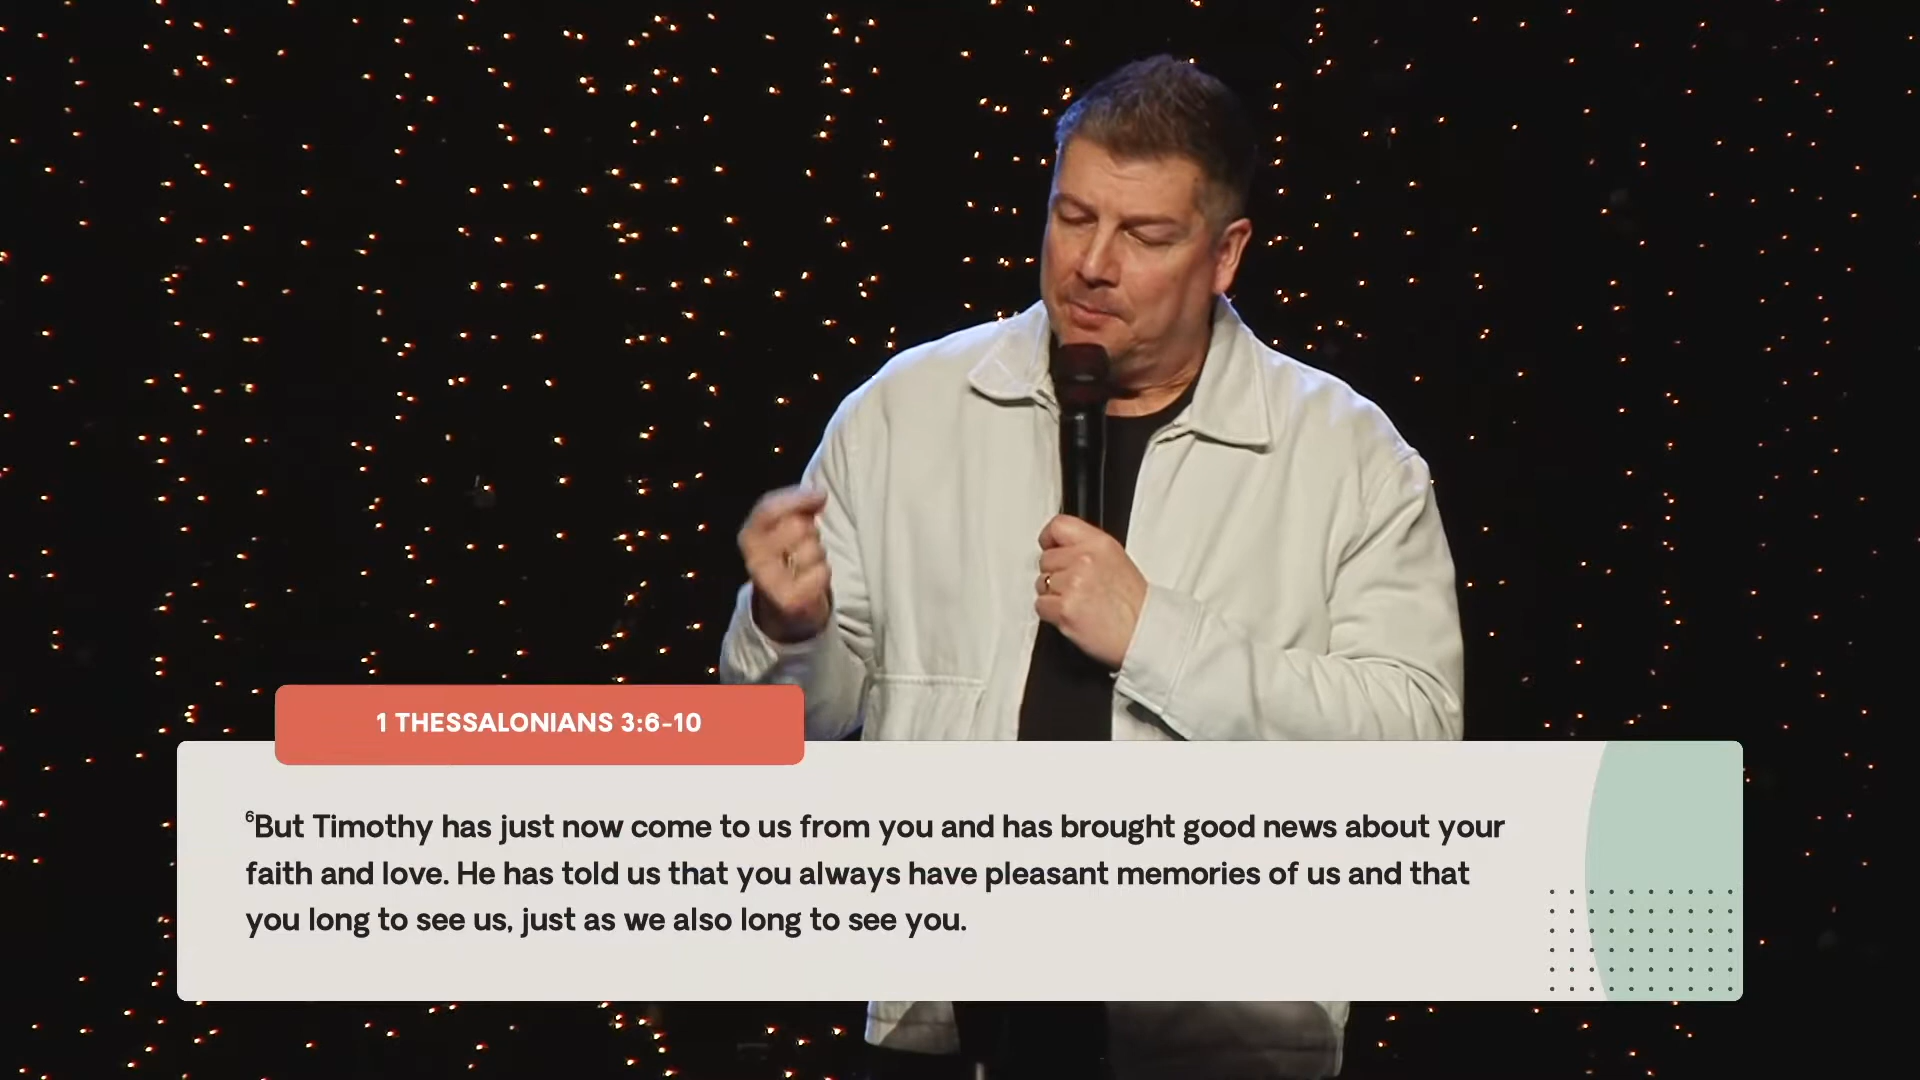 1 THESSALONIANS 3:6-10
⁶But Timothy has just now come to us from you and has brought good news about your
faith and love. He has told us that you always have pleasant memories of us and that
you long to see us, just as we also long to see you.